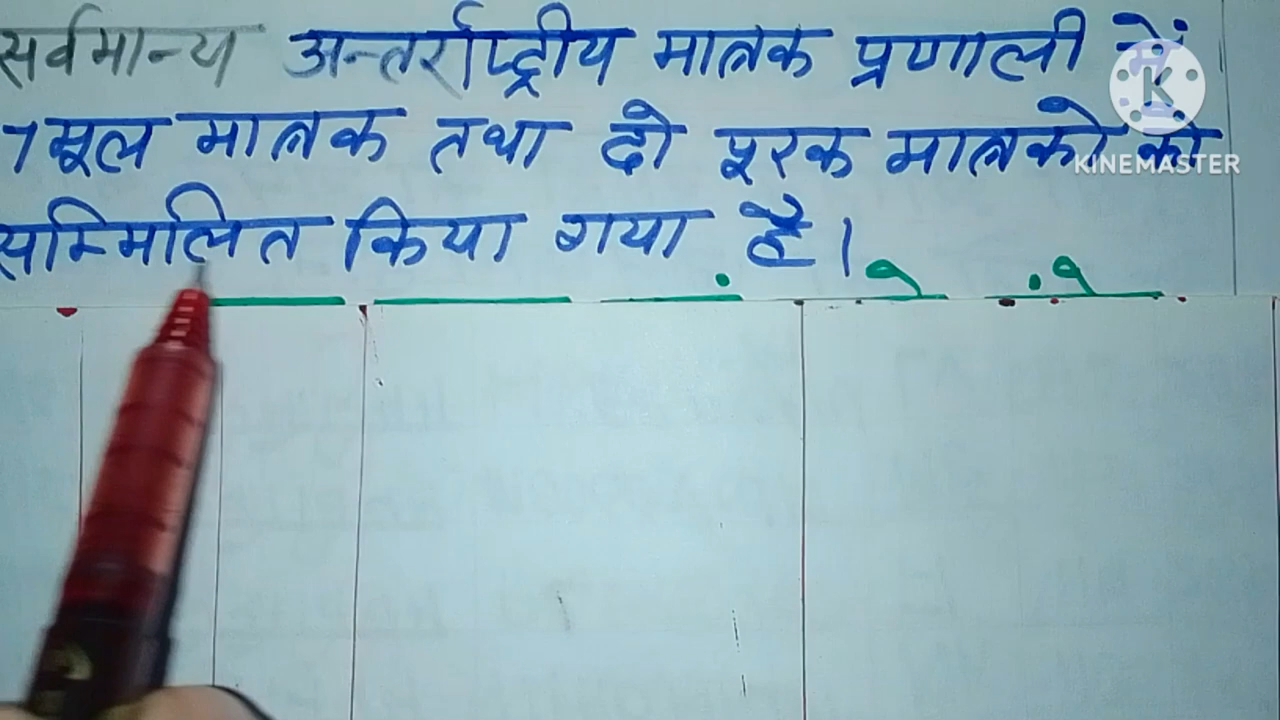 सर्वमान्य अन्तर्राष्ट्रीय मात्रक प्रणाली में
7 मूल मात्रक तथा दो पूरक मात्रको को
सम्मिलित किया गया है।
KINEMASTER